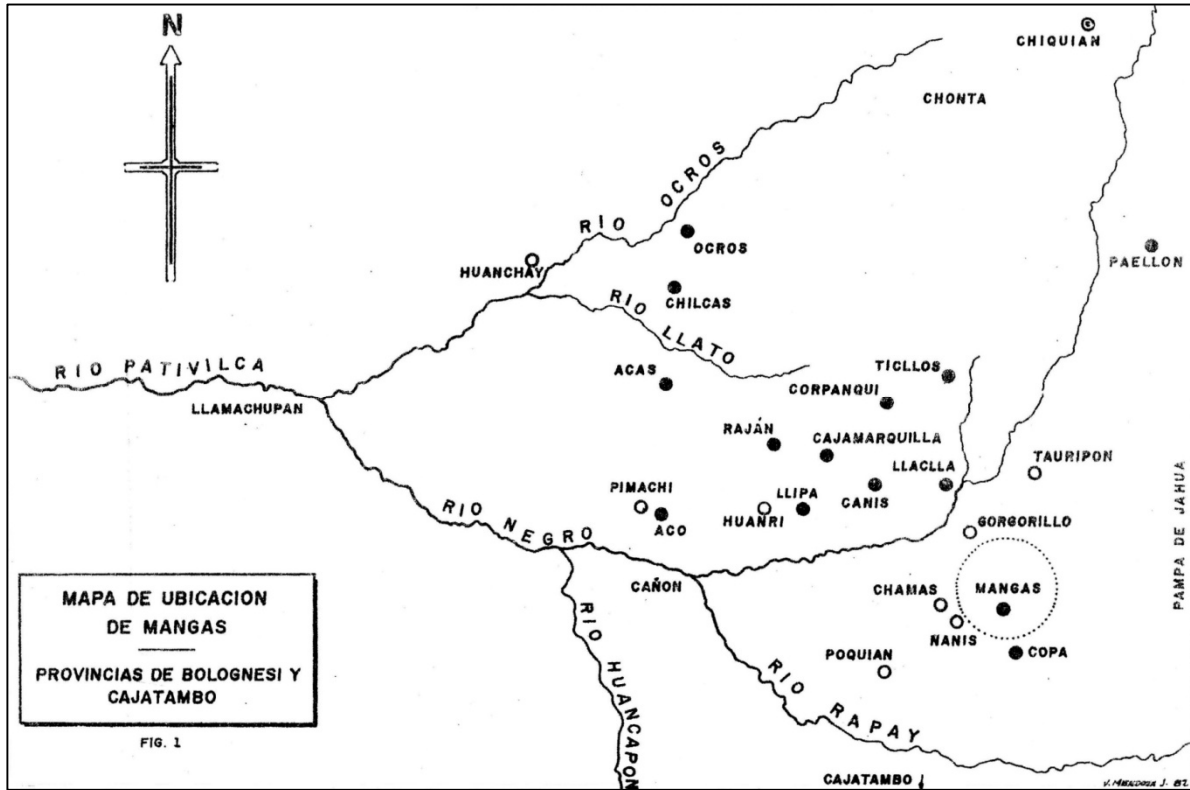 N
CHIQUIAN
CHONTA
RIO OCROS
OCROS
HUANCHAY
PAELLON
CHILCAS
RIO LLATO
RIO PATIVILCA
ACAS
TICLLOS
CORPANQUI
LLAMACHUPAN
RAJÁN
CAJAMARQUILLA
TAURIPON
LLACLLA
PIMACHI
LLIPA
CANIS
HUANRI
ACO
GORGORILLO
RIO NEGRO
PAMPA DE JAHUA
CAÑON
CHAMAS
MANGAS
NANIS
COPA
POQUIAN
RIO HUANCAPON
RIO RAPAY
CAJATAMBO
MAPA DE UBICACION
DE MANGAS
PROVINCIAS DE BOLOGNESI Y
CAJATAMBO
FIG. 1
V. MENDOZA J. 82